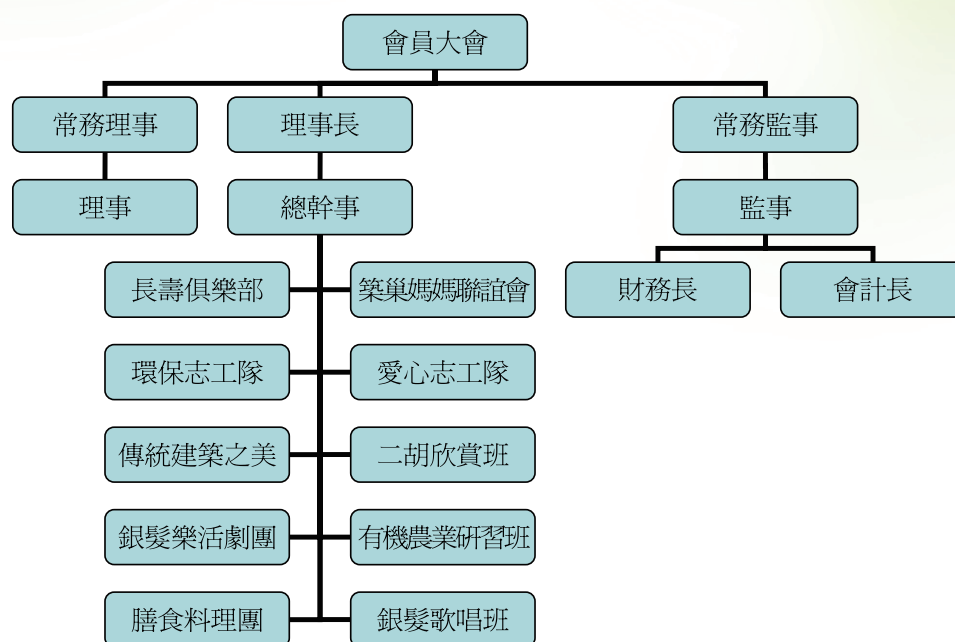 會員大會
常務理事
理事長
常務監事
理事
總幹事
監事
長壽俱樂部
築巢媽媽聯誼會
財務長
會計長
環保志工隊
愛心志工隊
傳統建築之美
二胡欣賞班
銀髮樂活劇團
有機農業研習班
膳食料理團
銀髮歌唱班